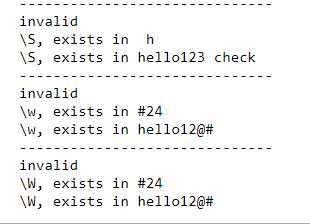 ------------------------------
invalid
\S, exists in  h
\S, exists in hello123 check
------------------------------
invalid
\w, exists in #24
\w, exists in hello12@#
------------------------------
invalid
\W, exists in #24
\W, exists in hello12@#